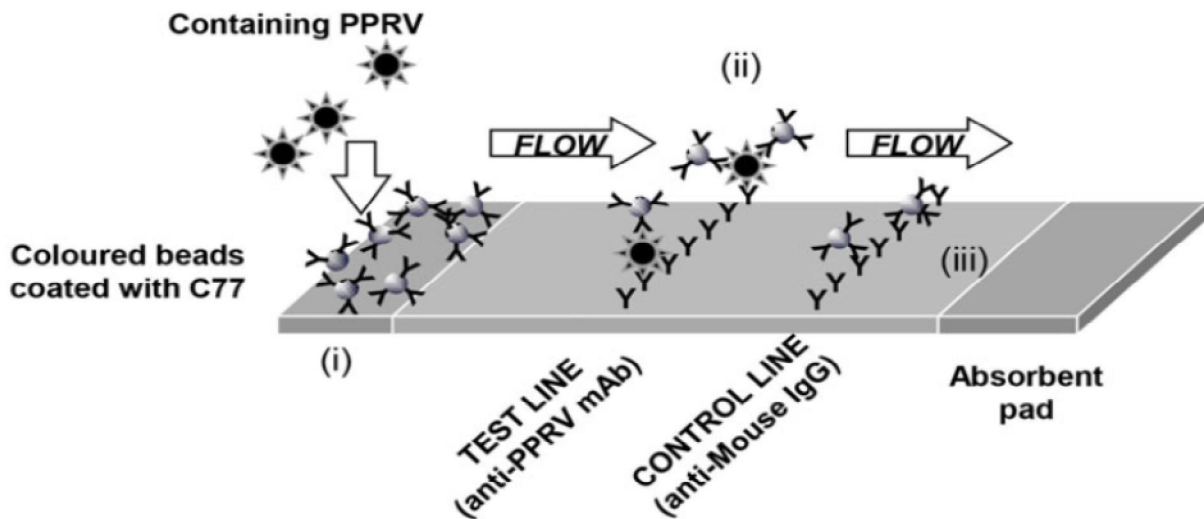 Containing PPRV
(ii)
FLOW
FLOW
Coloured beads
coated with C77
(iii)
(i)
TEST LINE
(anti-PPRV mAb)
CONTROL LINE
(anti-Mouse IgG)
Absorbent
pad